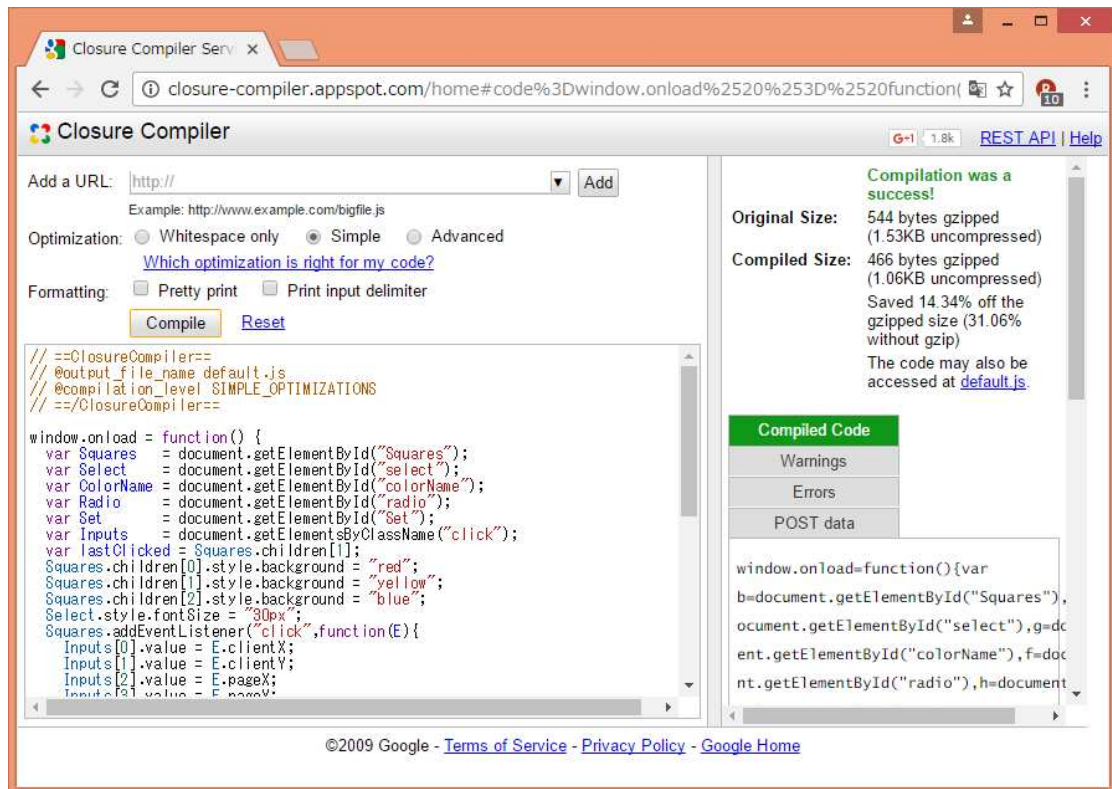 Closure Compiler Serv
closure-compiler.appspot.com/home#code%3Dwindow.onload%2520%253D%2520function(
10
Closure Compiler
G+1 1.8k REST API | Help
Add a URL: http:// Add
Example: http://www.example.com/bigfile.js
Optimization: Whitespace only Simple Advanced
Which optimization is right for my code?
Formatting: Pretty print Print input delimiter
Compile Reset
// ==ClosureCompiler==
// @output_file_name default.js
// @compilation_level SIMPLE_OPTIMIZATIONS
// ==/ClosureCompiler==
window.onload = function() {
var Squares = document.getElementById("Squares");
var Select = document.getElementById("select");
var ColorName = document.getElementById("colorName");
var Radio = document.getElementById("radio");
var Set = document.getElementById("Set");
var Inputs = document.getElementsByClassName("click");
var lastClicked = Squares.children[1];
Squares.children[0].style.background = "red";
Squares.children[1].style.background = "yellow";
Squares.children[2].style.background = "blue";
Select.style.fontSize = "30px";
Squares.addEventListener("click",function(E){
Inputs[0].value = E.clientX;
Inputs[1].value = E.clientY;
Inputs[2].value = E.pageX;
Inputs[3].value = E.pageY;
Compilation was a
success!
Original Size: 544 bytes gzipped
(1.53KB uncompressed)
Compiled Size: 466 bytes gzipped
(1.06KB uncompressed)
Saved 14.34% off the
gzipped size (31.06%
without gzip)
The code may also be
accessed at default.js.
Compiled Code
Warnings
Errors
POST data
window.onload=function(){var
b=document.getElementById("Squares"),
ocument.getElementById("select"),g=dc
ent.getElementById("colorName"),f=doc
nt.getElementById("radio"),h=document
©2009 Google - Terms of Service - Privacy Policy - Google Home